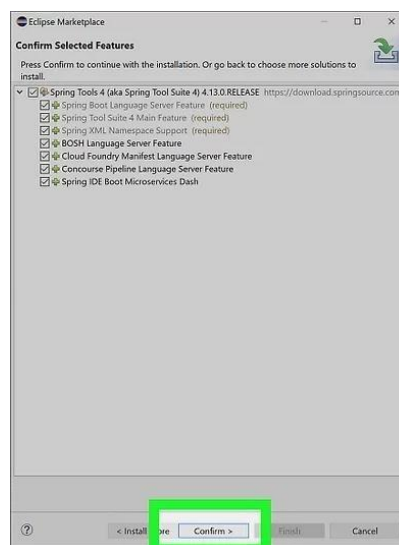 Eclipse Marketplace
Confirm Selected Features
Press Confirm to continue with the installation. Or go back to choose more solutions to
install.
Spring Tools 4 (aka Spring Tool Suite 4) 4.13.0.RELEASE https://download.springsource.com
Spring Boot Language Server Feature (required)
Spring Tool Suite 4 Main Feature (required)
Spring XML Namespace Support (required)
BOSH Language Server Feature
Cloud Foundry Manifest Language Server Feature
Concourse Pipeline Language Server Feature
Spring IDE Boot Microservices Dash
? < Install ore Confirm > Finish Cancel